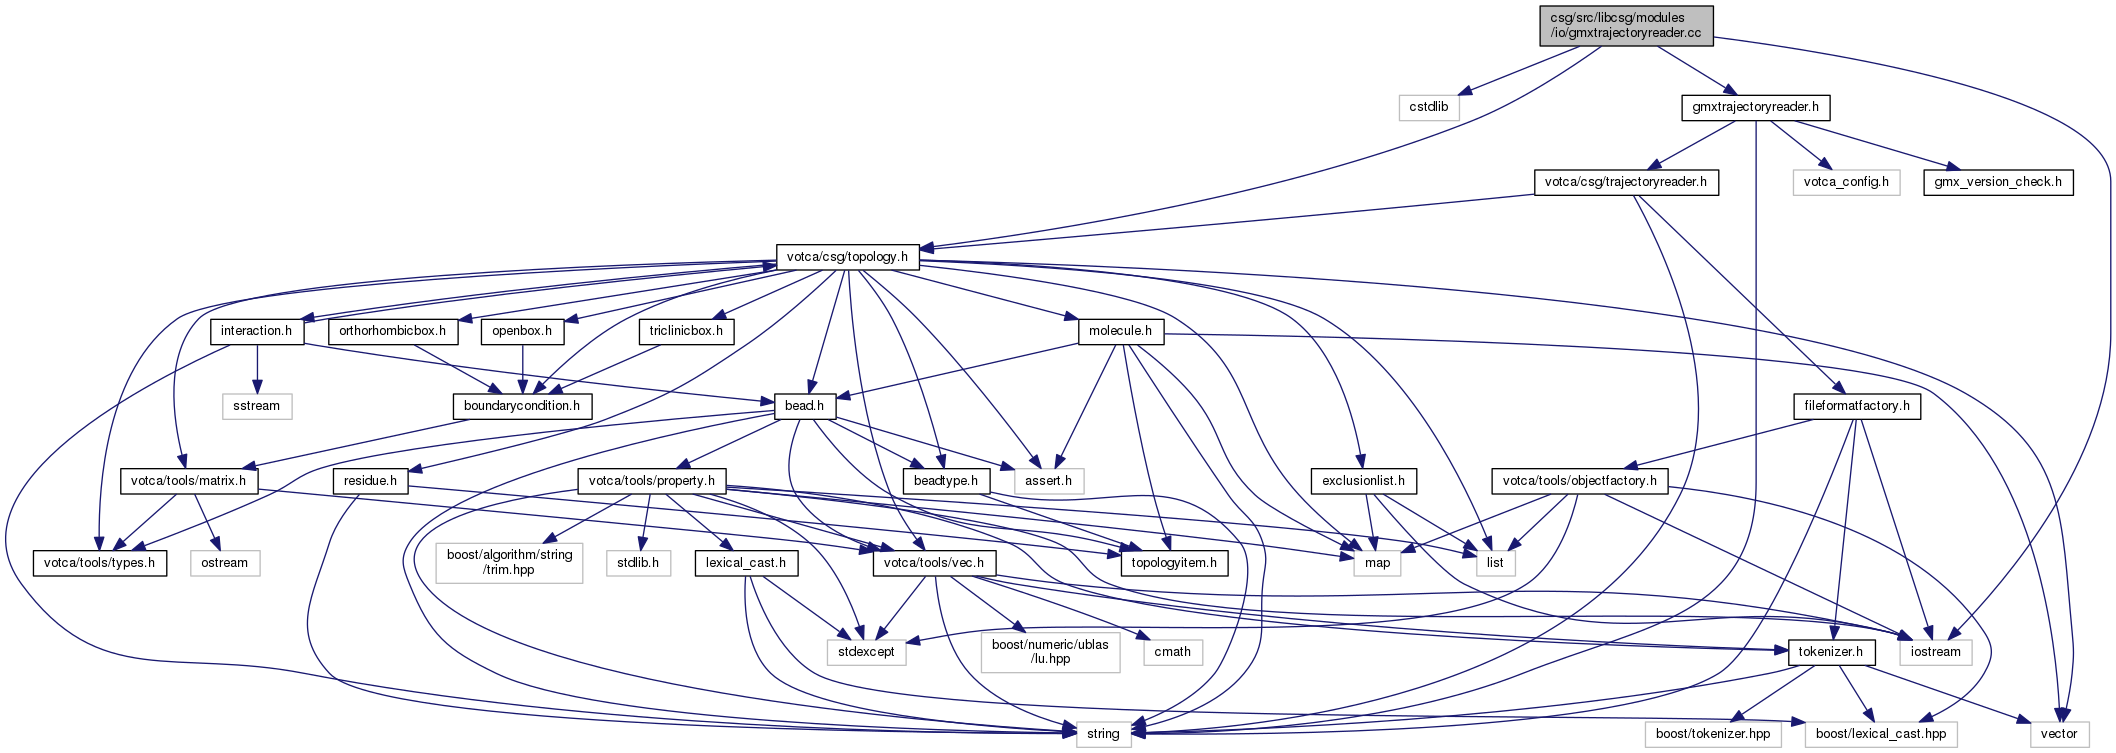 csg/src/libcsg/modules
/io/gmxtrajectoryreader.cc
cstdlib
gmxtrajectoryreader.h
votca/csg/trajectoryreader.h
votca_config.h
gmx_version_check.h
votca/csg/topology.h
interaction.h
orthorhombicbox.h
openbox.h
triclinicbox.h
molecule.h
sstream
boundarycondition.h
bead.h
fileformatfactory.h
votca/tools/matrix.h
residue.h
votca/tools/property.h
beadtype.h
assert.h
exclusionlist.h
votca/tools/objectfactory.h
votca/tools/types.h
ostream
boost/algorithm/string
/trim.hpp
stdlib.h
lexical_cast.h
votca/tools/vec.h
topologyitem.h
map
list
stdexcept
boost/numeric/ublas
/lu.hpp
cmath
tokenizer.h
iostream
string
boost/tokenizer.hpp
boost/lexical_cast.hpp
vector